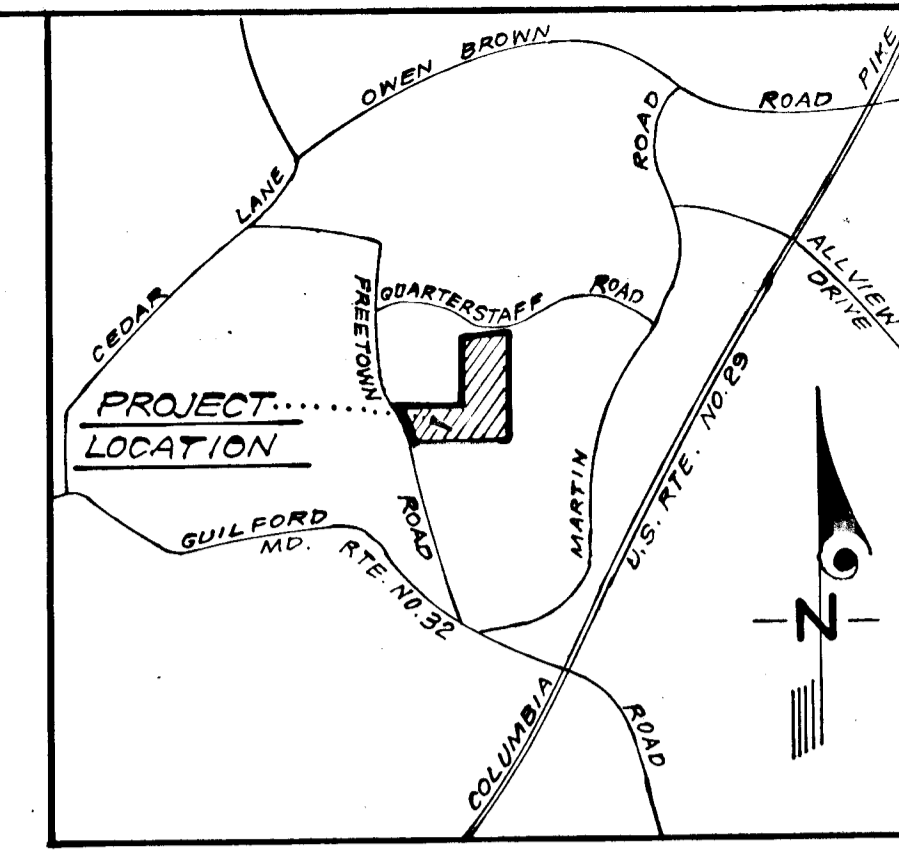 OWEN BROWN
ROAD
PIKE
ROAD
LANE
ALLVIEW
DRIVE
CEDAR
FREETOWN
QUARTERSTAFF
ROAD
PROJECT
LOCATION
U.S. RTE. NO. 29
MARTIN
ROAD
GUILFORD
MD.
RTE. NO. 32
N
COLUMBIA
ROAD